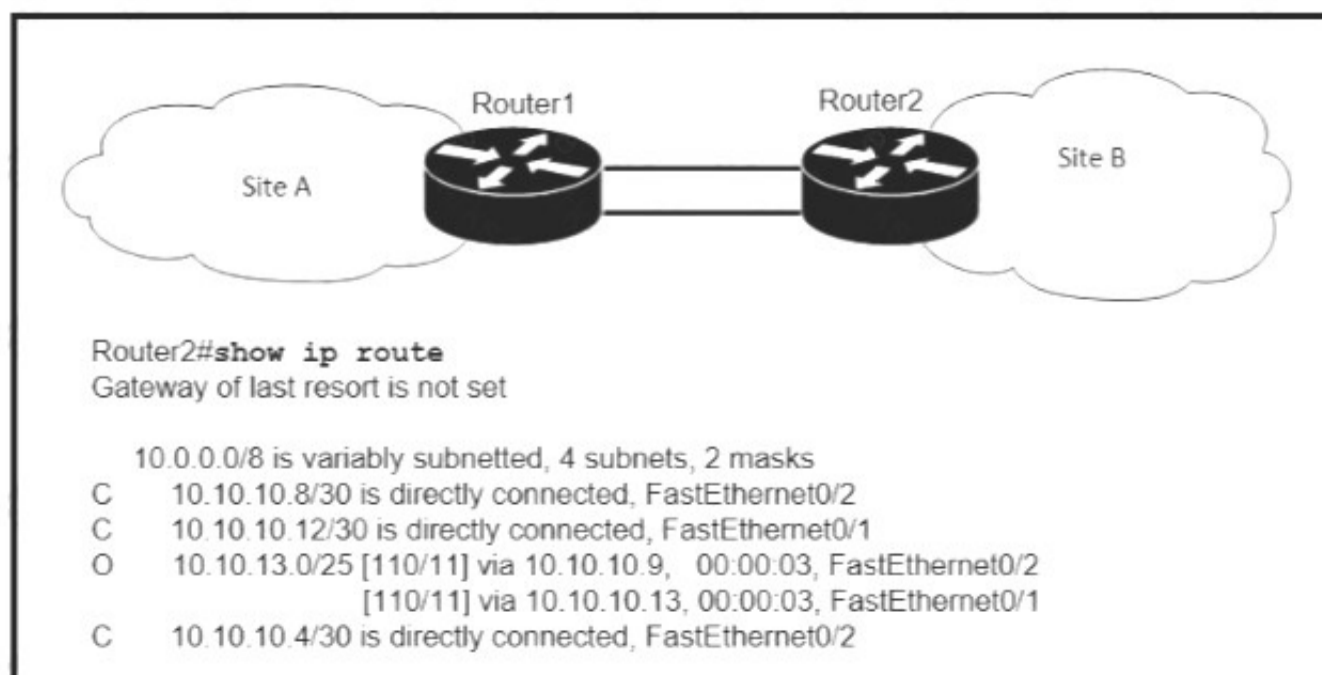 Router1
Router2
Site A
Site B
Router2#show ip route
Gateway of last resort is not set
10.0.0.0/8 is variably subnetted, 4 subnets, 2 masks
C 10.10.10.8/30 is directly connected, FastEthernet0/2
C 10.10.10.12/30 is directly connected, FastEthernet0/1
O 10.10.13.0/25 [110/11] via 10.10.10.9, 00:00:03, FastEthernet0/2
[110/11] via 10.10.10.13, 00:00:03, FastEthernet0/1
C 10.10.10.4/30 is directly connected, FastEthernet0/2